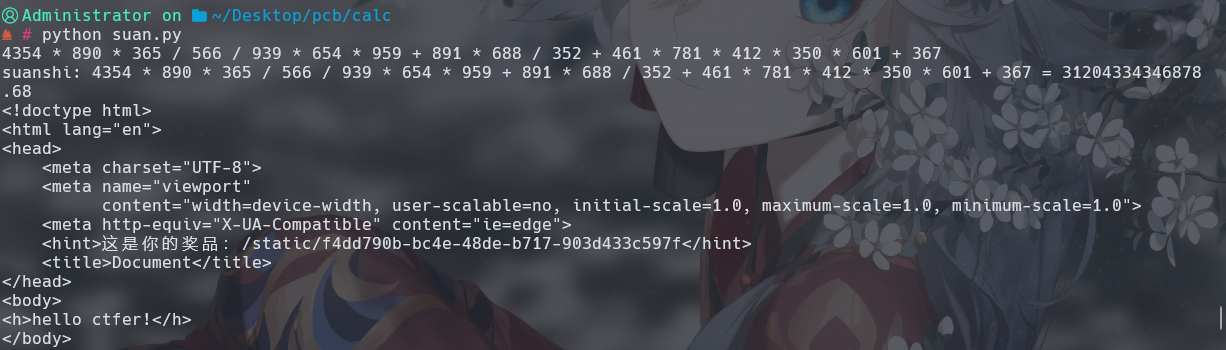 Administrator on ~/Desktop/pcb/calc
# python suan.py
4354 * 890 * 365 / 566 / 939 * 654 * 959 + 891 * 688 / 352 + 461 * 781 * 412 * 350 * 601 + 367
suanshi: 4354 * 890 * 365 / 566 / 939 * 654 * 959 + 891 * 688 / 352 + 461 * 781 * 412 * 350 * 601 + 367 = 31204334346878
.68
<!doctype html>
<html lang="en">
<head>
    <meta charset="UTF-8">
    <meta name="viewport"
          content="width=device-width, user-scalable=no, initial-scale=1.0, maximum-scale=1.0, minimum-scale=1.0">
    <meta http-equiv="X-UA-Compatible" content="ie=edge">
    <hint>这是你的奖品：/static/f4dd790b-bc4e-48de-b717-903d433c597f</hint>
    <title>Document</title>
</head>
<body>
<h>hello ctfer!</h>
</body>